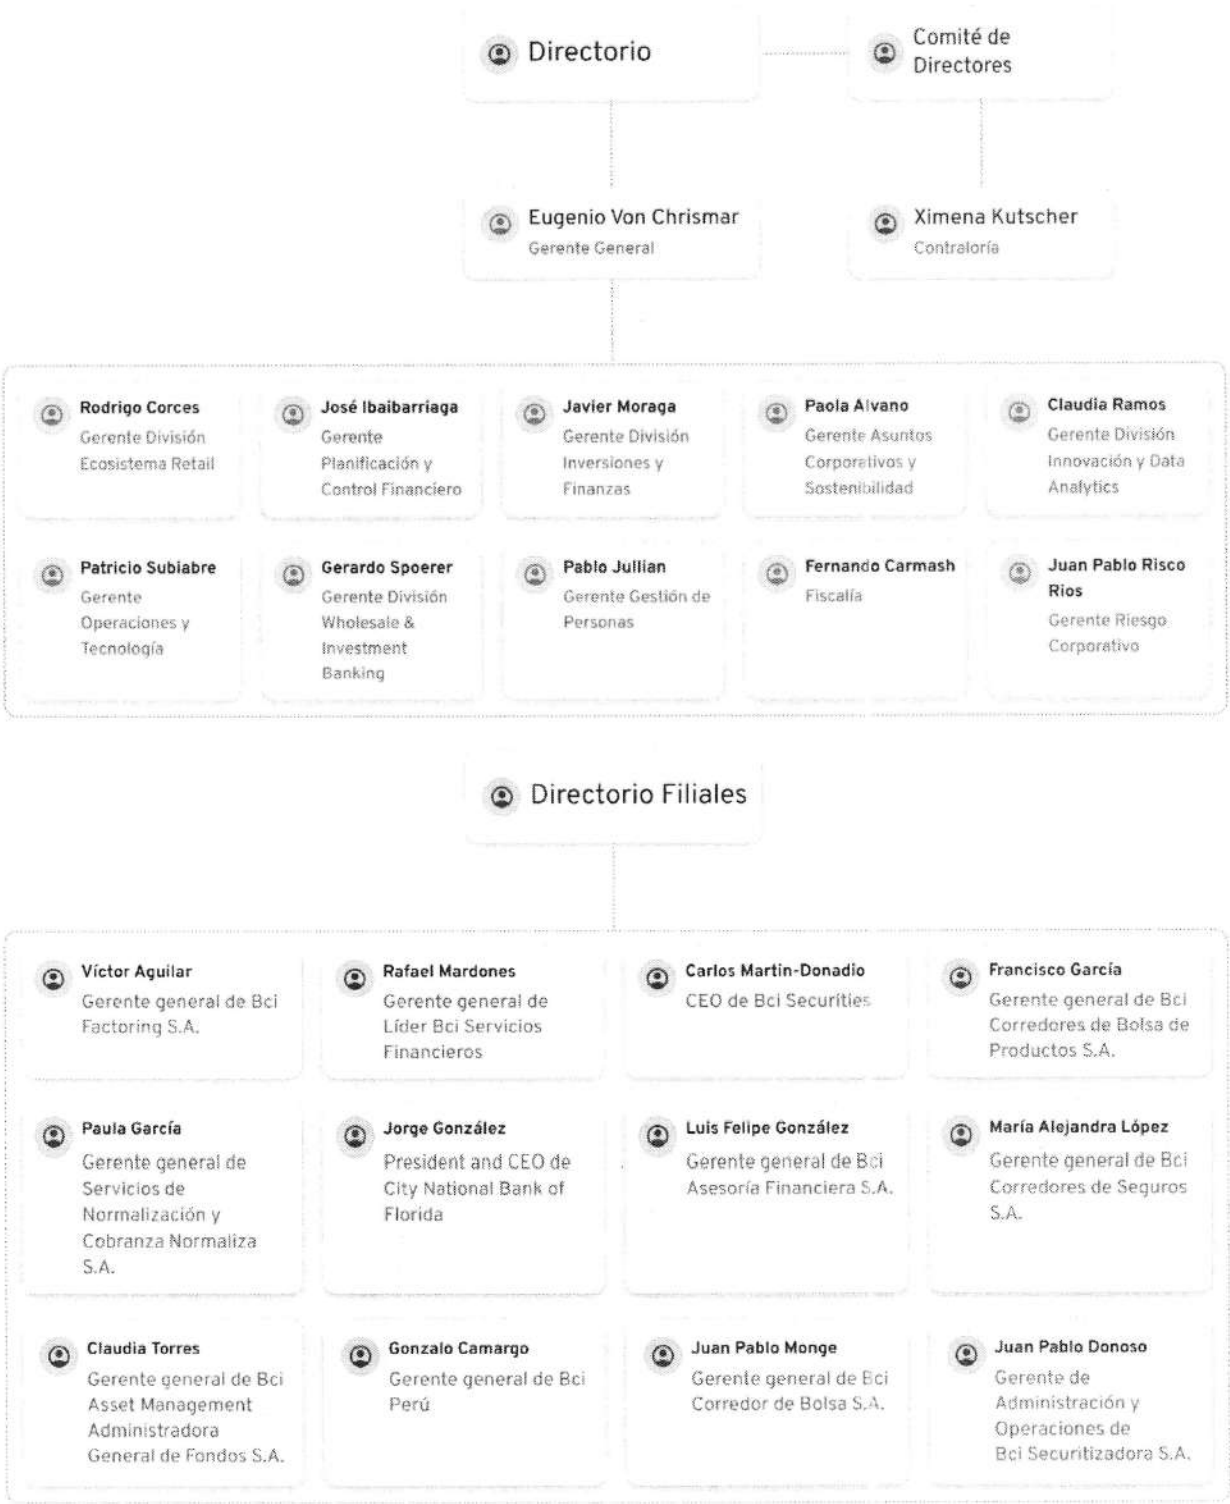 Directorio
Comité de
Directores
Eugenio Von Chrismar
Gerente General
Ximena Kutscher
Contraloría
Rodrigo Corces
Gerente División
Ecosistema Retail
José Ibaibarriaga
Gerente
Planificación y
Control Financiero
Javier Moraga
Gerente División
Inversiones y
Finanzas
Paola Alvano
Gerente Asuntos
Corporativos y
Sostenibilidad
Claudia Ramos
Gerente División
Innovación y Data
Analytics
Patricio Subiabre
Gerente
Operaciones y
Tecnología
Gerardo Spoerer
Gerente División
Wholesale &
Investment
Banking
Pablo Jullian
Gerente Gestión de
Personas
Fernando Carmash
Fiscalía
Juan Pablo Risco
Rios
Gerente Riesgo
Corporativo
Directorio Filiales
Víctor Aguilar
Gerente general de Bci
Factoring S.A.
Rafael Mardones
Gerente general de
Líder Bci Servicios
Financieros
Carlos Martin-Donadio
CEO de Bci Securities
Francisco García
Gerente general de Bci
Corredores de Bolsa de
Productos S.A.
Paula García
Gerente general de
Servicios de
Normalización y
Cobranza Normaliza
S.A.
Jorge González
President and CEO de
City National Bank of
Florida
Luis Felipe González
Gerente general de Bci
Asesoría Financiera S.A.
María Alejandra López
Gerente general de Bci
Corredores de Seguros
S.A.
Claudia Torres
Gerente general de Bci
Asset Management
Administradora
General de Fondos S.A.
Gonzalo Camargo
Gerente general de Bci
Perú
Juan Pablo Monge
Gerente general de Bci
Corredor de Bolsa S.A.
Juan Pablo Donoso
Gerente de
Administración y
Operaciones de
Bci Securitizadora S.A.